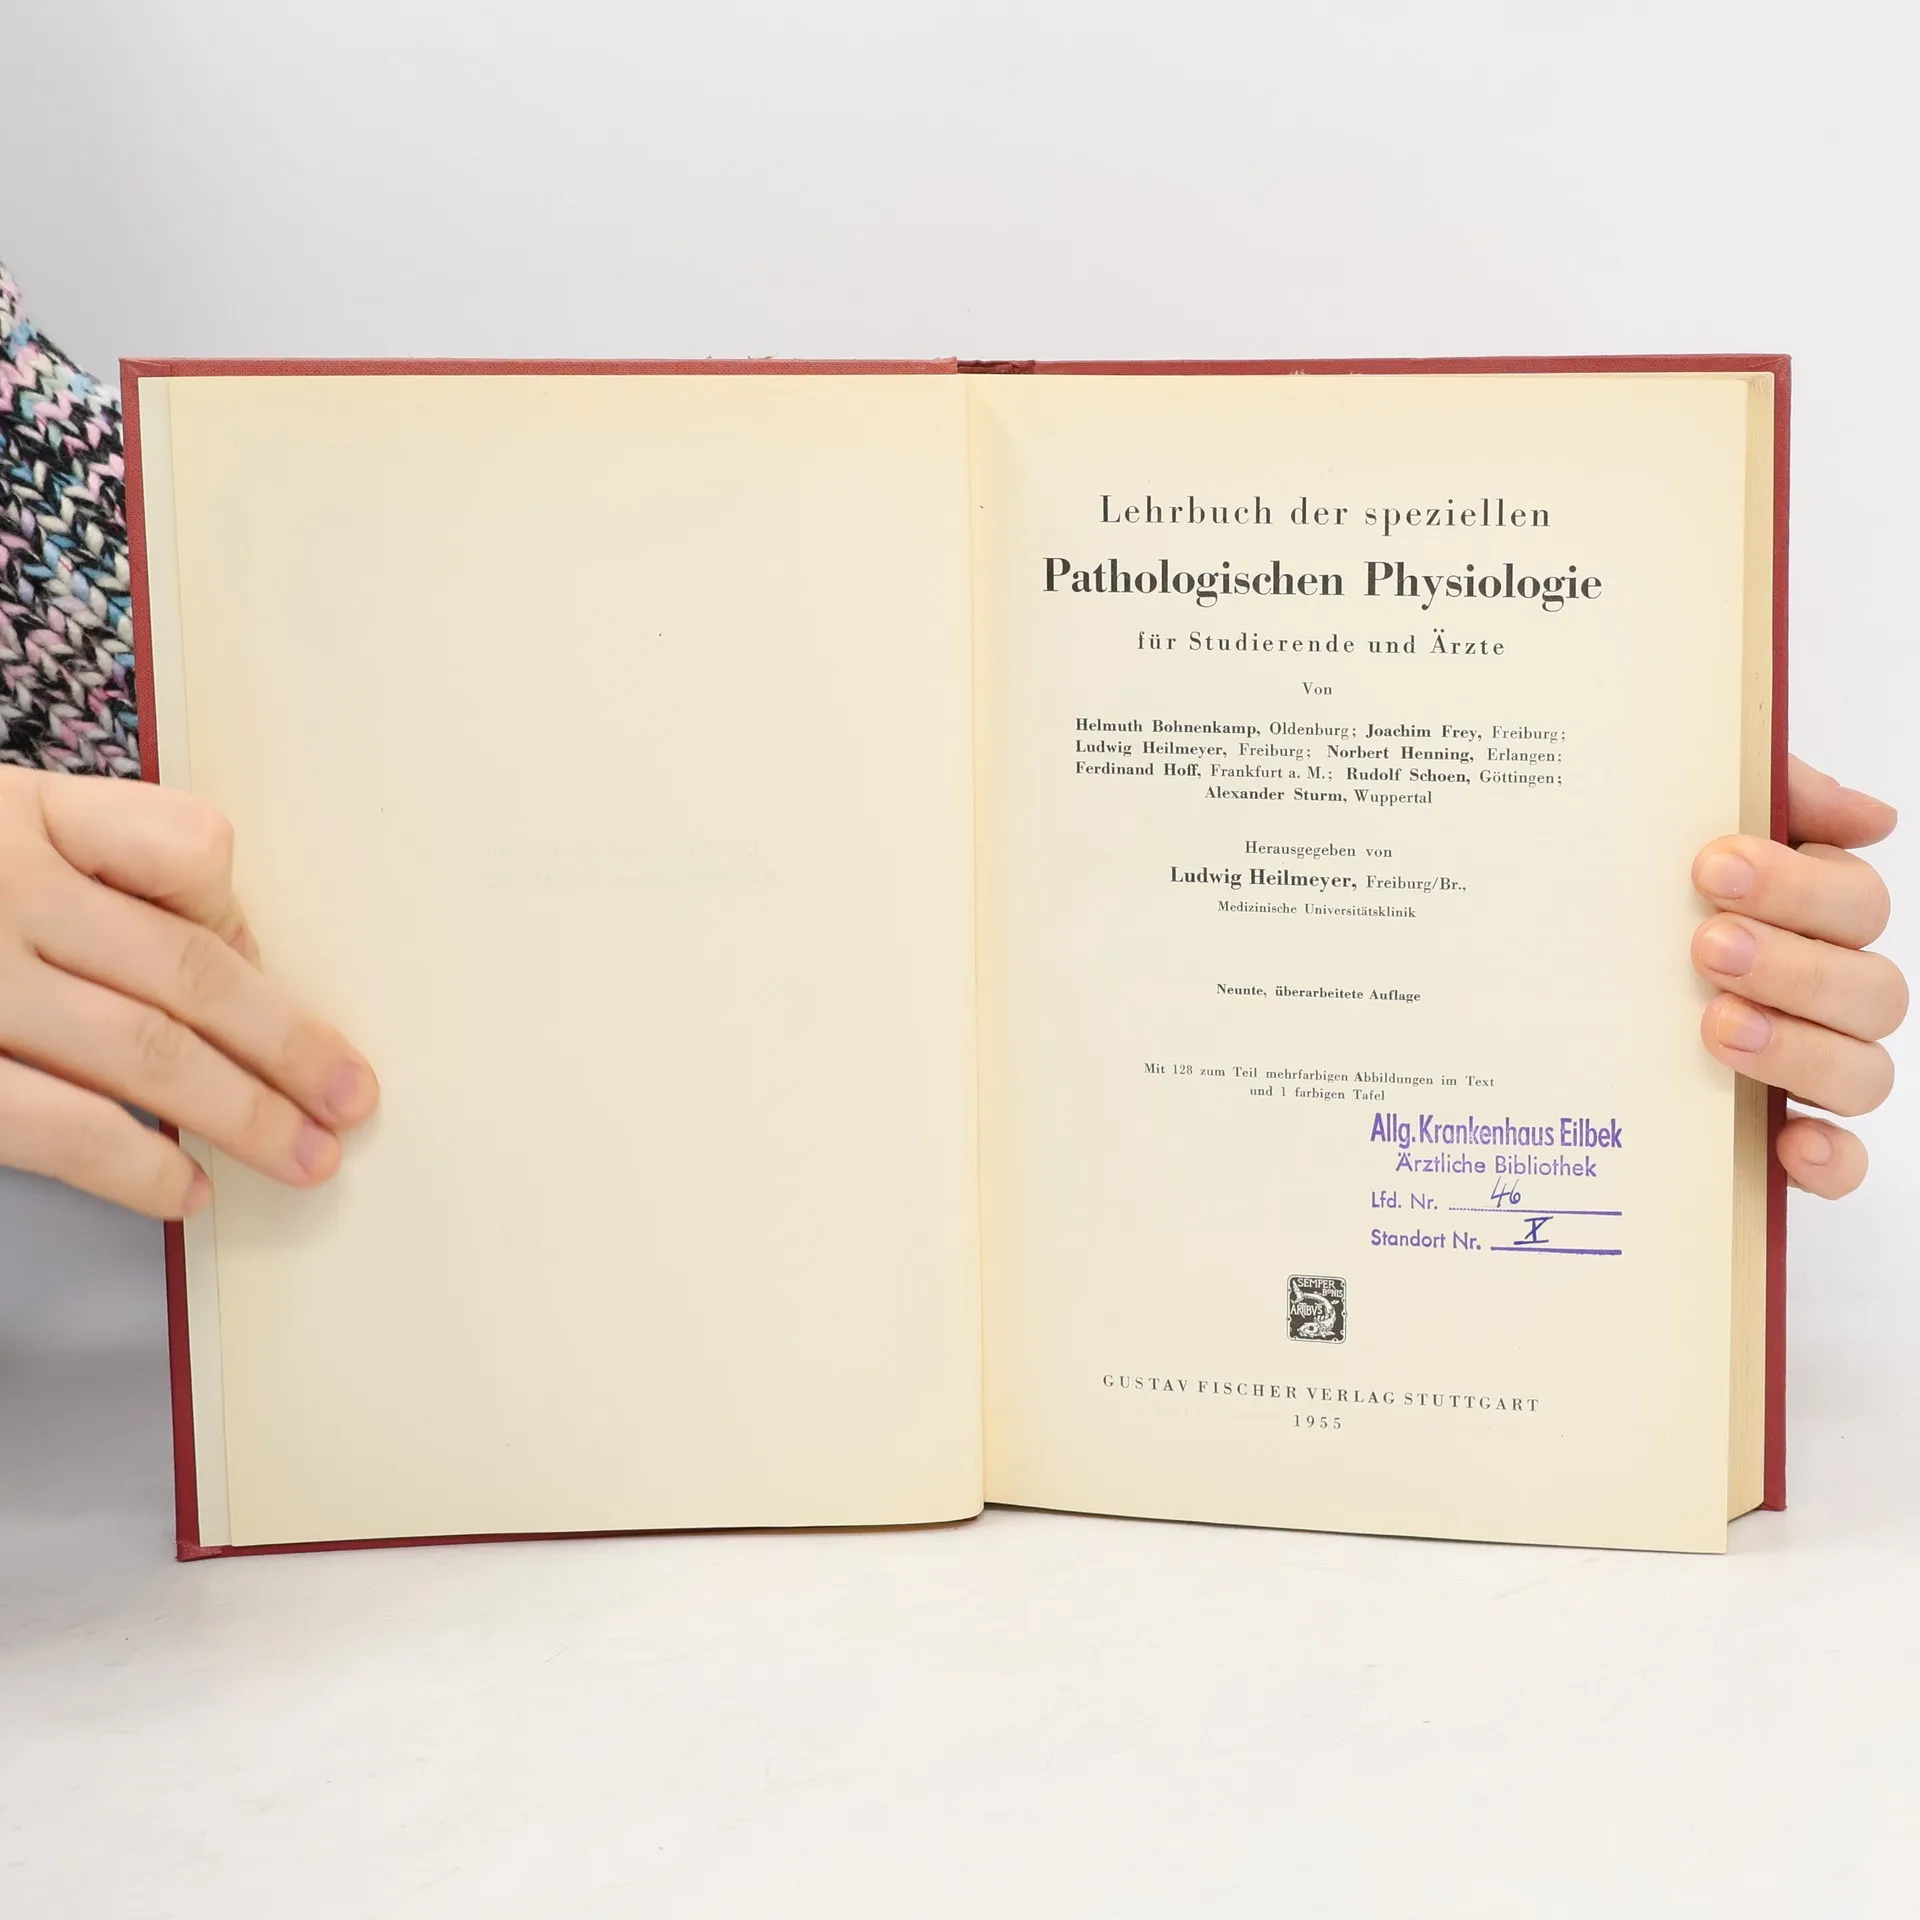 Lehrbuch der speziellen
Pathologischen Physiologie
für Studierende und Ärzte
Von
Helmuth Bohnenkamp, Oldenburg; Joachim Frey, Freiburg;
Ludwig Heilmeyer, Freiburg; Norbert Henning, Erlangen;
Ferdinand Hoff, Frankfurt a. M.; Rudolf Schoen, Göttingen;
Alexander Sturm, Wuppertal
Herausgegeben von
Ludwig Heilmeyer, Freiburg/Br.,
Medizinische Universitätsklinik
Neunte, überarbeitete Auflage
Mit 128 zum Teil mehrfarbigen Abbildungen im Text
und 1 farbigen Tafel
Allg. Krankenhaus Eilbek
Ärztliche Bibliothek
Lfd. Nr. 46
Standort Nr. X
SEMPER
BONIS
ARTIBVS
GUSTAV FISCHER VERLAG STUTTGART
1955